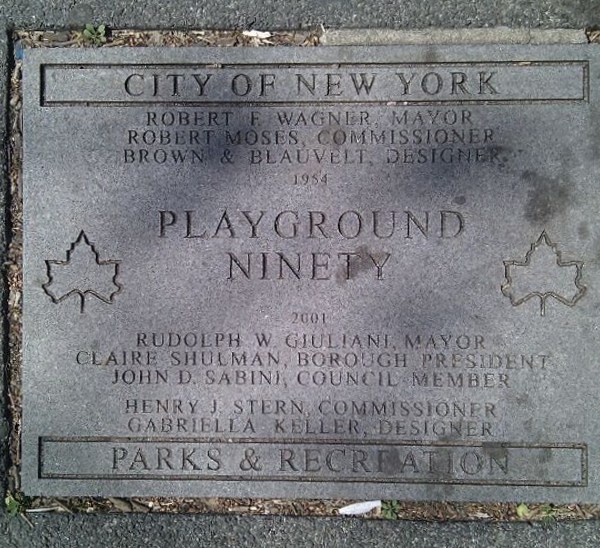 CITY OF NEW YORK
ROBERT F. WAGNER, MAYOR
ROBERT MOSES, COMMISSIONER
BROWN & BLAUVELT, DESIGNER
1954
PLAYGROUND
NINETY
2001
RUDOLPH W. GIULIANI, MAYOR
CLAIRE SHULMAN, BOROUGH PRESIDENT
JOHN D. SABINI, COUNCIL MEMBER
HENRY J. STERN, COMMISSIONER
GABRIELLA KELLER, DESIGNER
PARKS & RECREATION